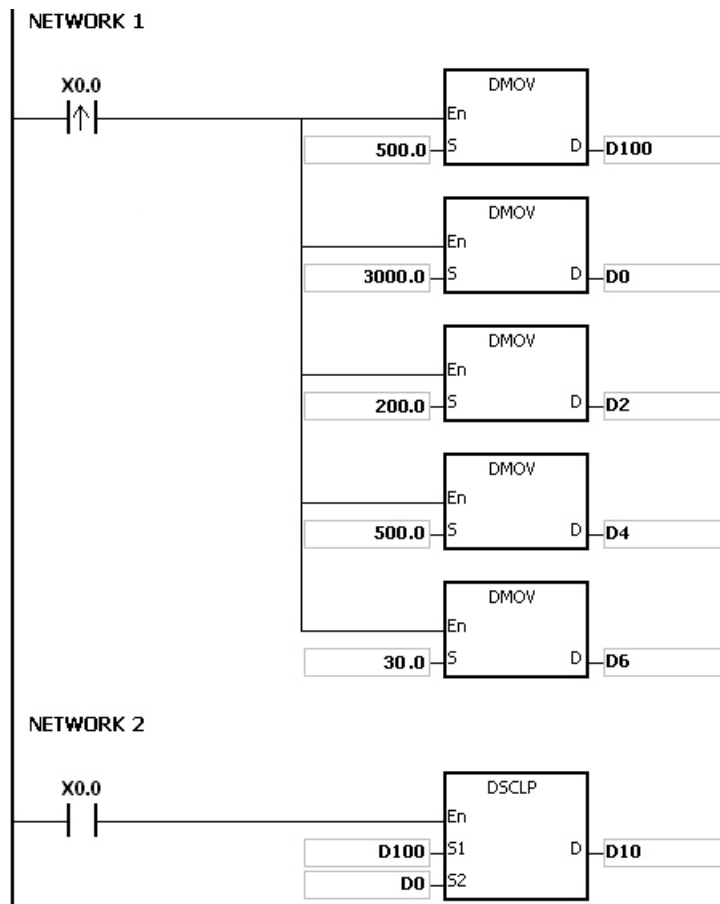 NETWORK 1
X0.0
DMOV
En
500.0 S D D100
DMOV
En
3000.0 S D D0
DMOV
En
200.0 S D D2
DMOV
En
500.0 S D D4
DMOV
En
30.0 S D D6
NETWORK 2
X0.0
DSCLP
En
D100 S1 D D10
D0 S2